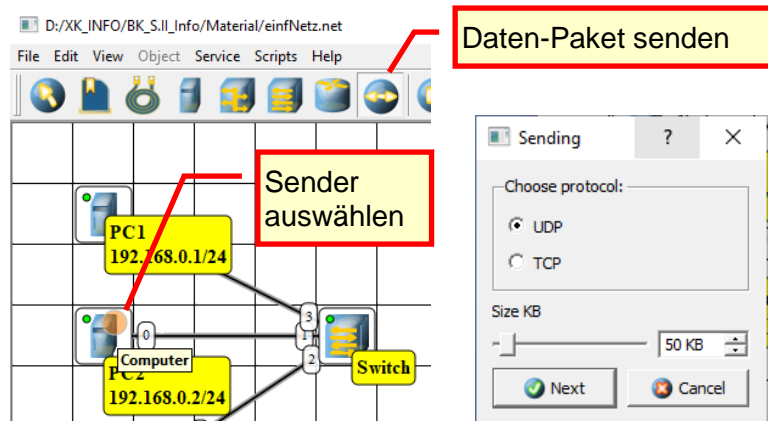 D:/XK_INFO/BK_S.II_Info/Material/einfNetz.net
File Edit View Object Service Scripts Help
Daten-Paket senden
Sender
auswählen
PC1
192.168.0.1/24
0
3
1
2
Computer
PC2
192.168.0.2/24
Switch
Sending ?
Choose protocol:
UDP
TCP
Size KB
50 KB
Next Cancel